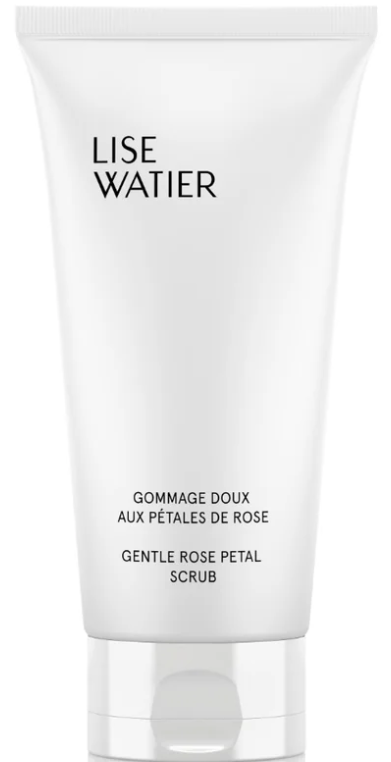 LISE
WATIER
GOMMAGE DOUX
AUX PÉTALES DE ROSE
GENTLE ROSE PETAL
SCRUB